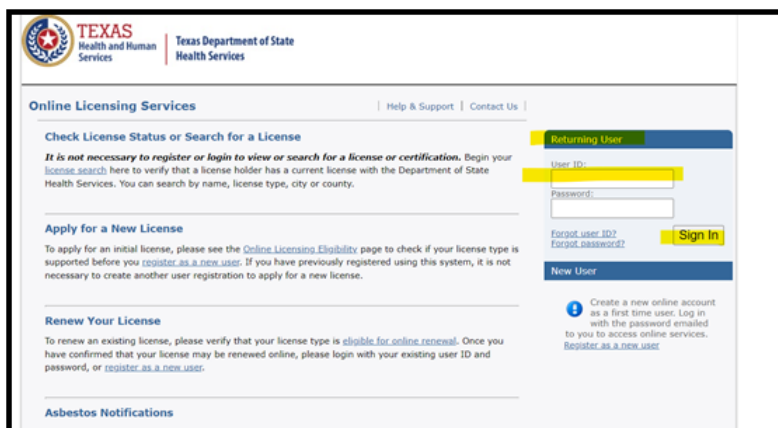 TEXAS
Health and Human
Services
Texas Department of State
Health Services
Online Licensing Services
| Help & Support | Contact Us |
Check License Status or Search for a License
It is not necessary to register or login to view or search for a license or certification. Begin your
license search here to verify that a license holder has a current license with the Department of State
Health Services. You can search by name, license type, city or county.
Apply for a New License
To apply for an initial license, please see the Online Licensing Eligibility page to check if your license type is
supported before you register as a new user. If you have previously registered using this system, it is not
necessary to create another user registration to apply for a new license.
Renew Your License
To renew an existing license, please verify that your license type is eligible for online renewal. Once you
have confirmed that your license may be renewed online, please login with your existing user ID and
password, or register as a new user.
Asbestos Notifications
Returning User
User ID:
Password:
Forgot user ID?
Forgot password?
Sign In
New User
Create a new online account
as a first time user. Log in
with the password emailed
to you to access online services.
Register as a new user